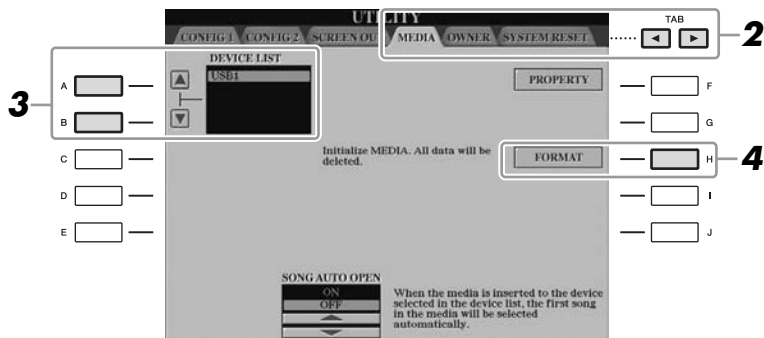 UTILITY
TAB
CONFIG 1 CONFIG 2 SCREEN OUT MEDIA OWNER SYSTEM RESET
2
DEVICE LIST
USB1
PROPERTY
3
A
F
B
G
Initialize MEDIA. All data will be
deleted.
FORMAT
C
H
4
D
I
E
J
SONG AUTO OPEN
ON
OFF
When the media is inserted to the device
selected in the device list, the first song
in the media will be selected
automatically.